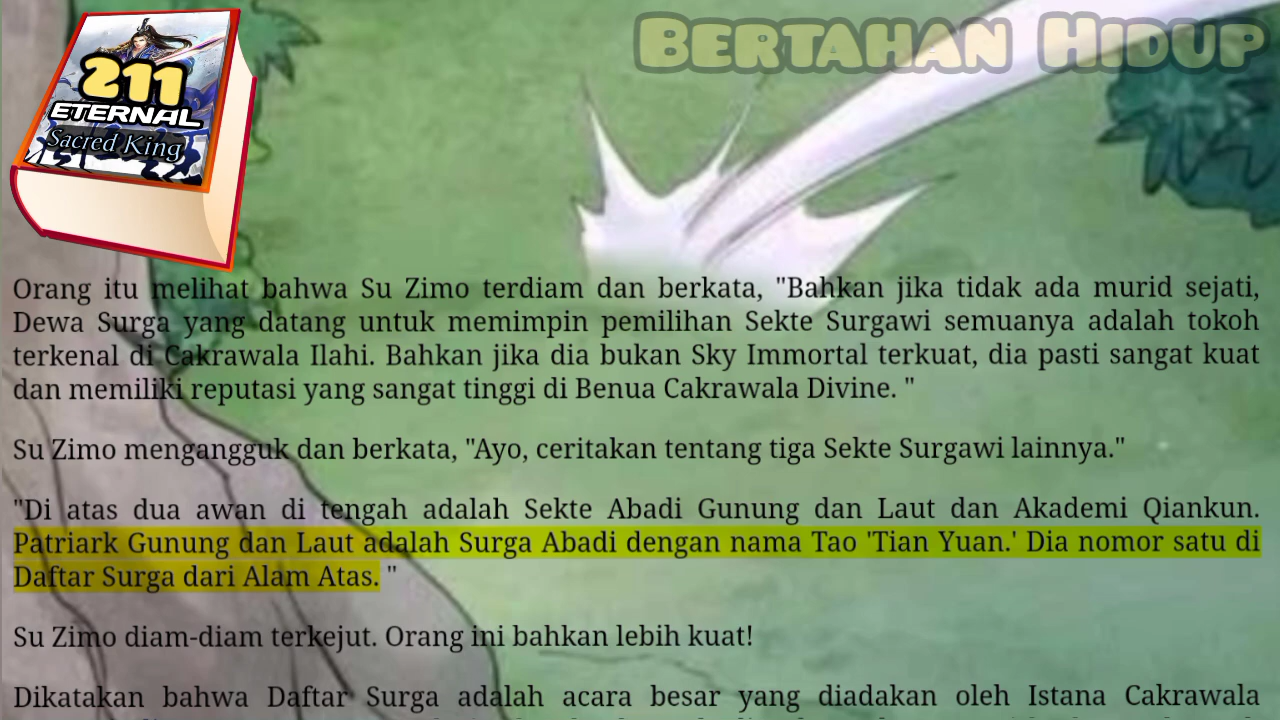 Bertahan Hidup
211
ETERNAL
Sacred King
Orang itu melihat bahwa Su Zimo terdiam dan berkata, "Bahkan jika tidak ada murid sejati,
Dewa Surga yang datang untuk memimpin pemilihan Sekte Surgawi semuanya adalah tokoh
terkenal di Cakrawala Ilahi. Bahkan jika dia bukan Sky Immortal terkuat, dia pasti sangat kuat
dan memiliki reputasi yang sangat tinggi di Benua Cakrawala Divine. "
Su Zimo mengangguk dan berkata, "Ayo, ceritakan tentang tiga Sekte Surgawi lainnya."
"Di atas dua awan di tengah adalah Sekte Abadi Gunung dan Laut dan Akademi Qiankun.
Patriark Gunung dan Laut adalah Surga Abadi dengan nama Tao 'Tian Yuan.' Dia nomor satu di
Daftar Surga dari Alam Atas. "
Su Zimo diam-diam terkejut. Orang ini bahkan lebih kuat!
Dikatakan bahwa Daftar Surga adalah acara besar yang diadakan oleh Istana Cakrawala